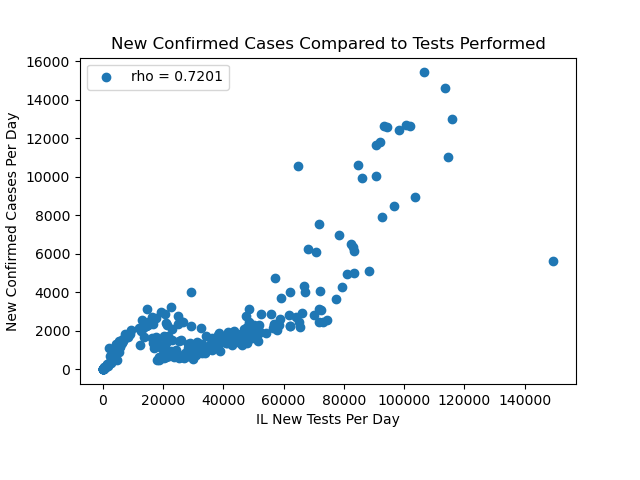 New Confirmed Cases Compared to Tests Performed
rho = 0.7201
New Confirmed Caeses Per Day
16000
14000
12000
10000
8000
6000
4000
2000
0
0 20000 40000 60000 80000 100000 120000 140000
IL New Tests Per Day